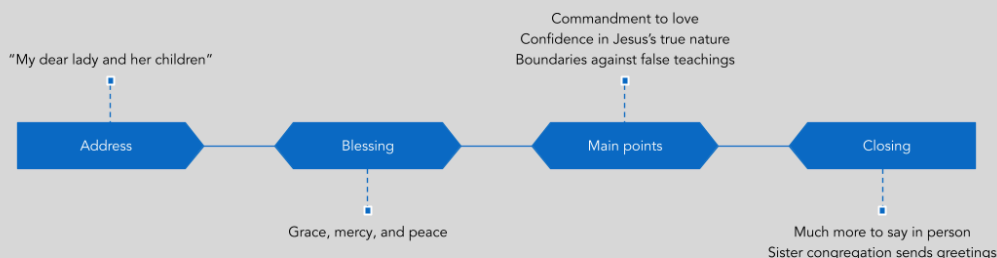 Commandment to love
Confidence in Jesus's true nature
Boundaries against false teachings
“My dear lady and her children”
Address
Blessing
Main points
Closing
Grace, mercy, and peace
Much more to say in person
Sister congregation sends greetings